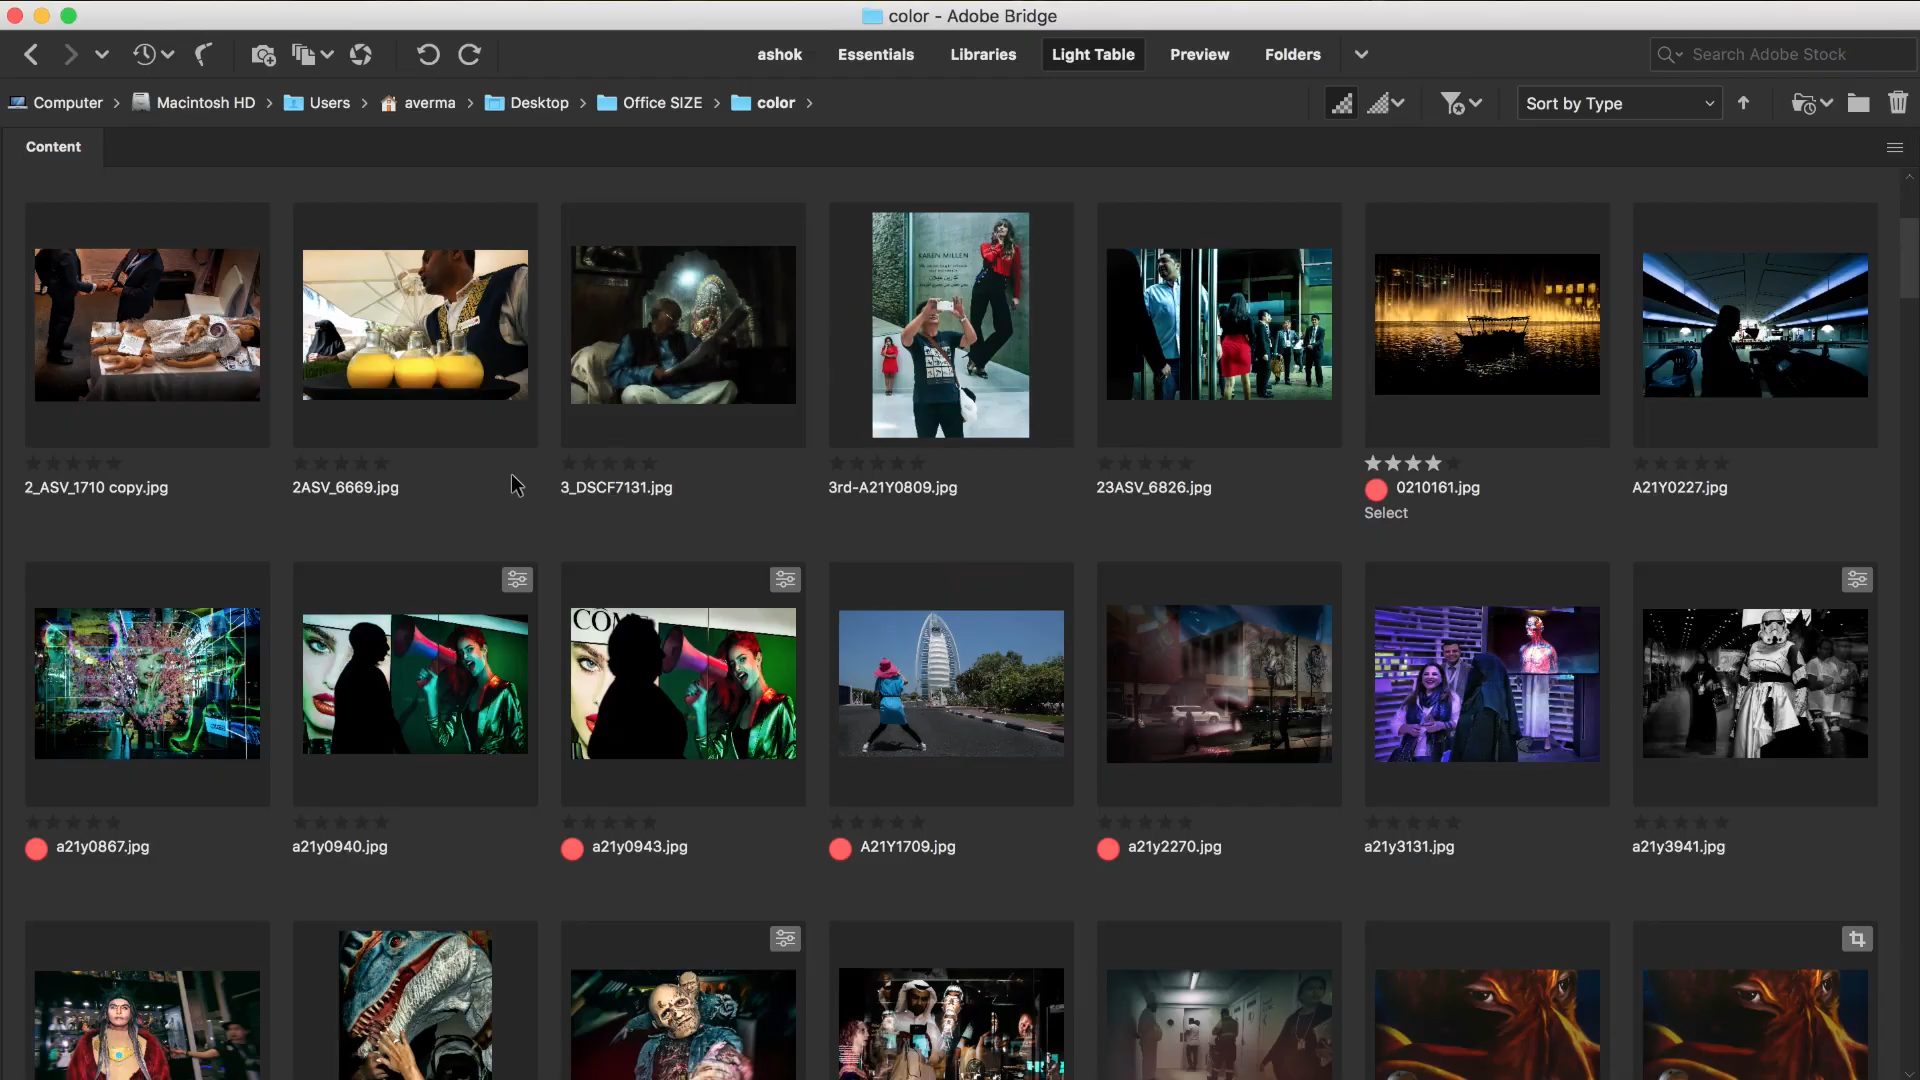 color - Adobe Bridge
ashok Essentials Libraries Light Table Preview Folders
Search Adobe Stock
Computer Macintosh HD Users averma Desktop Office SIZE color
Sort by Type
Content
KAREN MILLEN
2_ASV_1710 copy.jpg
2ASV_6669.jpg
3_DSCF7131.jpg
3rd-A21Y0809.jpg
23ASV_6826.jpg
0210161.jpg
Select
A21Y0227.jpg
COM
a21y0867.jpg
a21y0940.jpg
a21y0943.jpg
A21Y1709.jpg
a21y2270.jpg
a21y3131.jpg
a21y3941.jpg